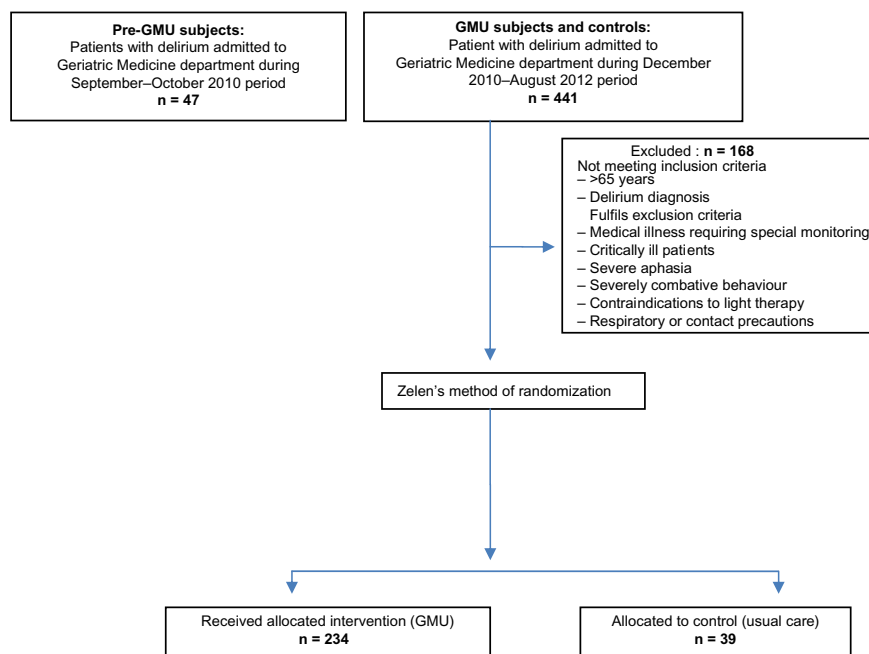 Pre-GMU subjects:
Patients with delirium admitted to
Geriatric Medicine department during
September–October 2010 period
n = 47
GMU subjects and controls:
Patient with delirium admitted to
Geriatric Medicine department during December
2010–August 2012 period
n = 441
Excluded : n = 168
Not meeting inclusion criteria
– >65 years
– Delirium diagnosis
Fulfils exclusion criteria
– Medical illness requiring special monitoring
– Critically ill patients
– Severe aphasia
– Severely combative behaviour
– Contraindications to light therapy
– Respiratory or contact precautions
Zelen's method of randomization
Received allocated intervention (GMU)
n = 234
Allocated to control (usual care)
n = 39